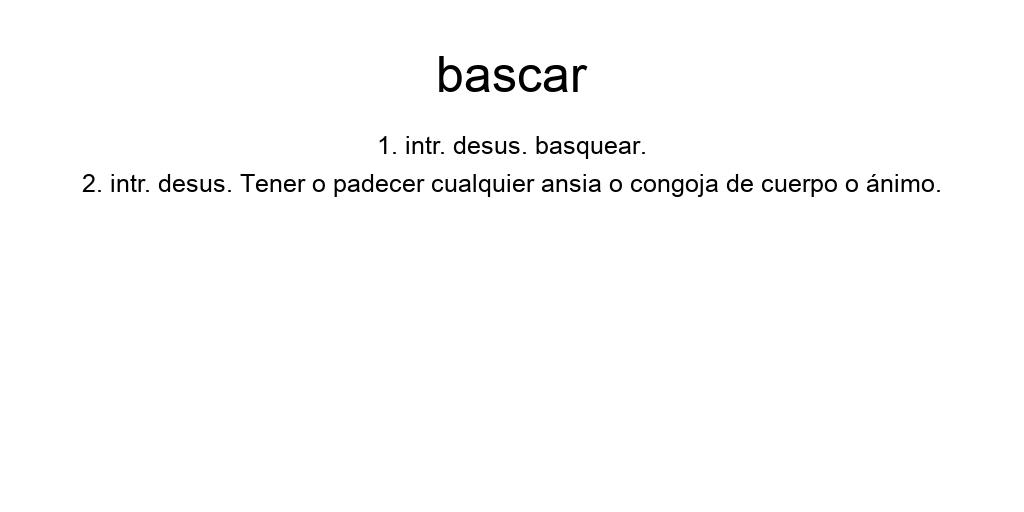 bascar
1. intr. desus. basquear.
2. intr. desus. Tener o padecer cualquier ansia o congoja de cuerpo o ánimo.